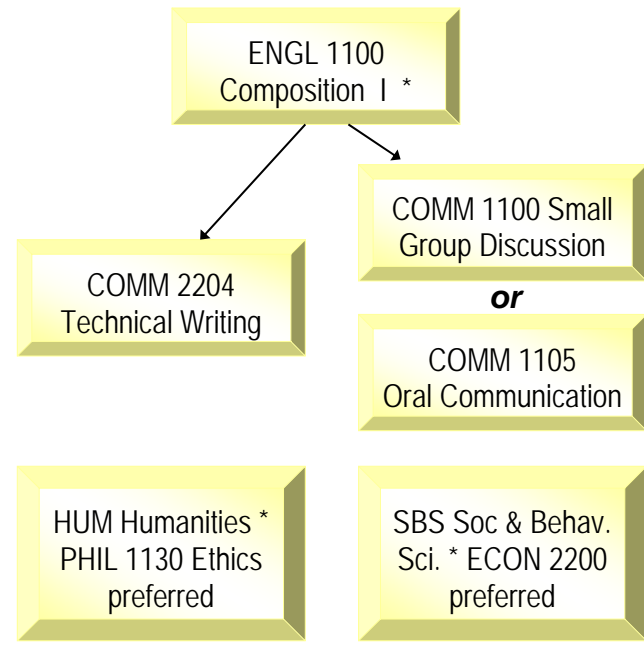 ENGL 1100
Composition I *
COMM 1100 Small
Group Discussion
or
COMM 2204
Technical Writing
COMM 1105
Oral Communication
HUM Humanities *
PHIL 1130 Ethics
preferred
SBS Soc & Behav.
Sci. * ECON 2200
preferred